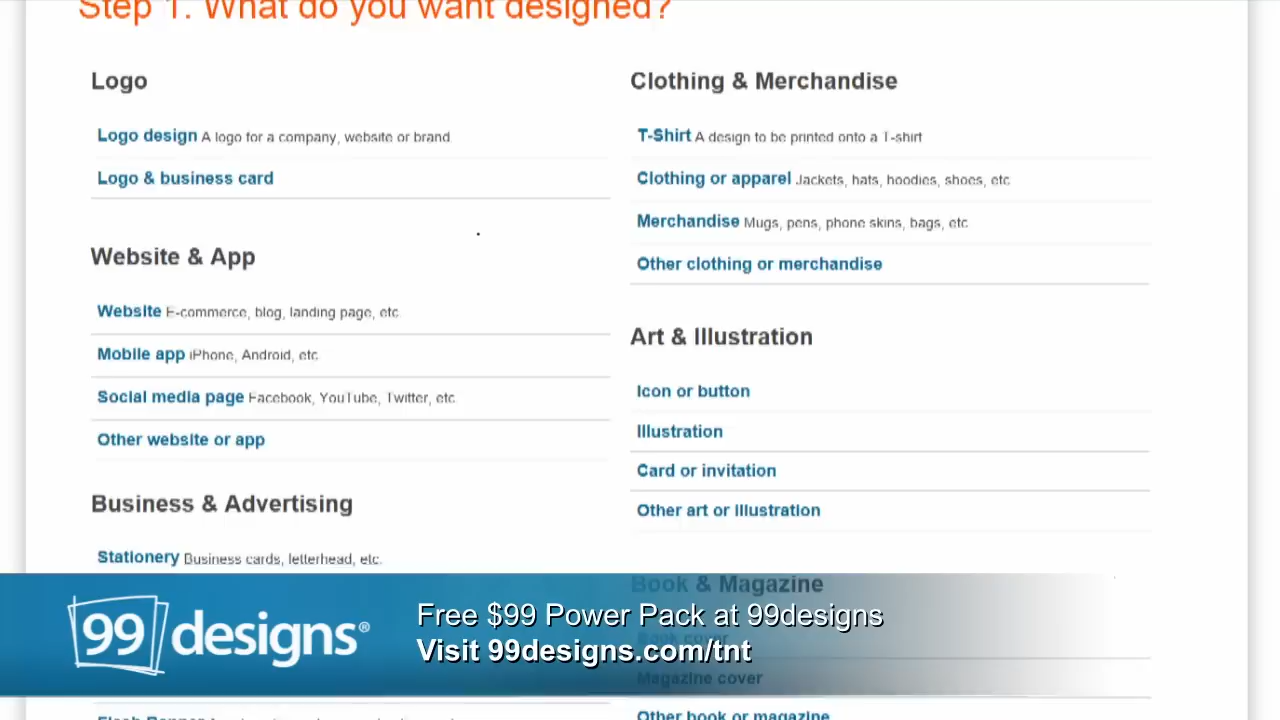 Step 1. What do you want designed?
Logo
Logo design A logo for a company, website or brand
Logo & business card
Website & App
Website E-commerce, blog, landing page, etc
Mobile app iPhone, Android, etc
Social media page Facebook, YouTube, Twitter, etc
Other website or app
Business & Advertising
Stationery Business cards, letterhead, etc.
Clothing & Merchandise
T-Shirt A design to be printed onto a T-shirt
Clothing or apparel Jackets, hats, hoodies, shoes, etc
Merchandise Mugs, pens, phone skins, bags, etc
Other clothing or merchandise
Art & Illustration
Icon or button
Illustration
Card or invitation
Other art or illustration
Book & Magazine
Book cover
Magazine cover
Other book or magazine
99designs®
Free $99 Power Pack at 99designs
Visit 99designs.com/tnt